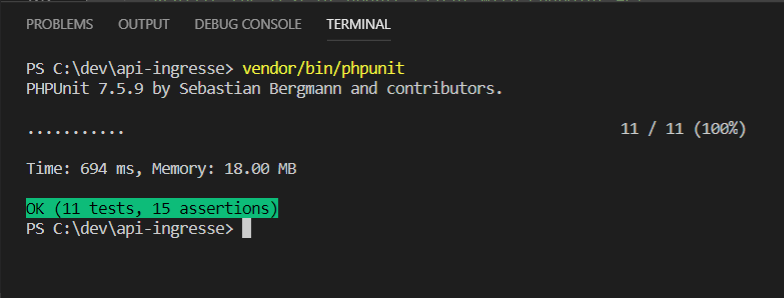 PROBLEMS OUTPUT DEBUG CONSOLE TERMINAL
PS C:\dev\api-ingresse> vendor/bin/phpunit
PHPUnit 7.5.9 by Sebastian Bergmann and contributors.
........... 11 / 11 (100%)
Time: 694 ms, Memory: 18.00 MB
OK (11 tests, 15 assertions)
PS C:\dev\api-ingresse>